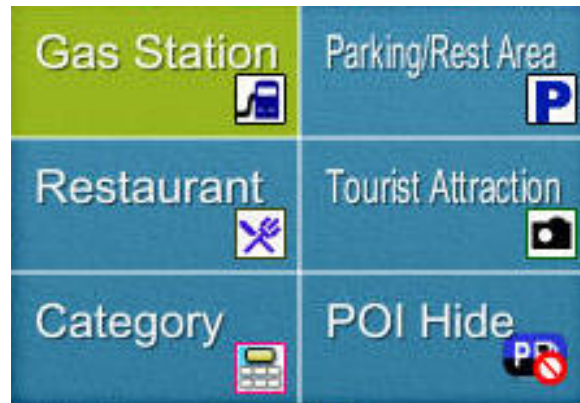 Gas Station
Parking/Rest Area
P
Restaurant
Tourist Attraction
Category
POI Hide